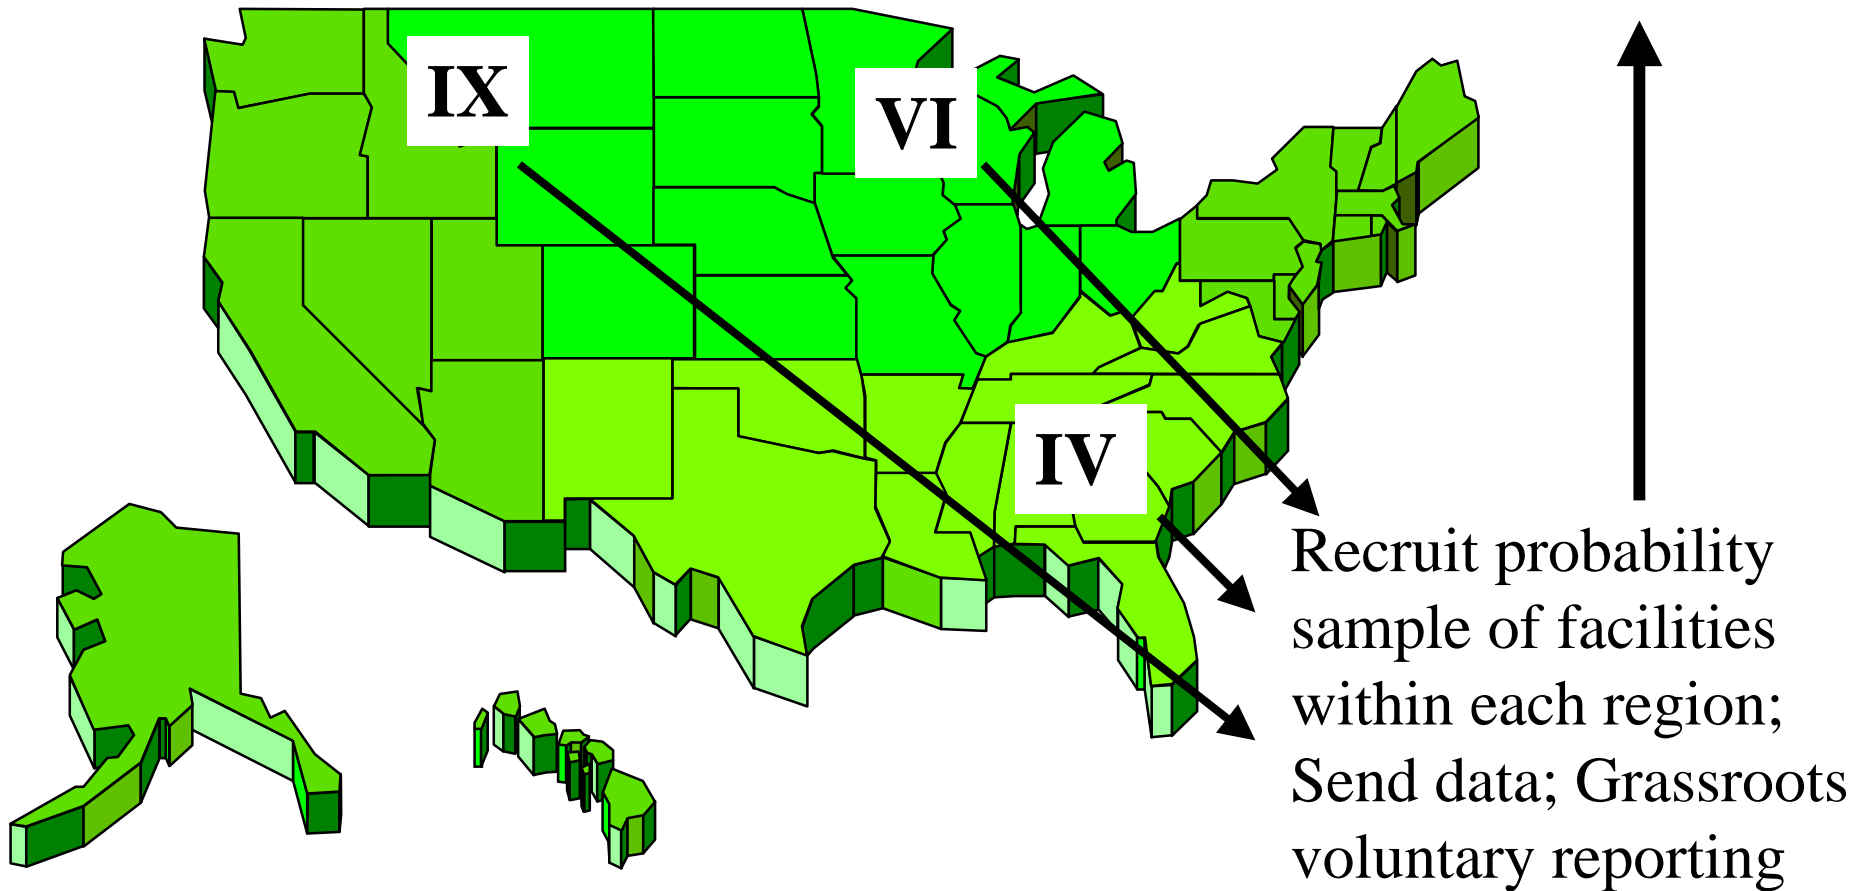 IX
VI
IV
Recruit probability
sample of facilities
within each region;
Send data; Grassroots
voluntary reporting